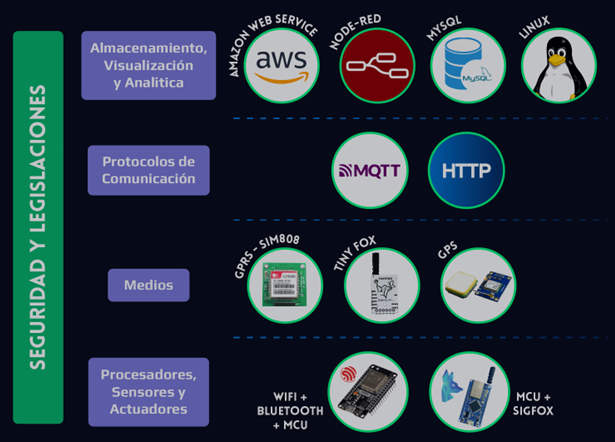 SEGURIDAD Y LEGISLACIONES
Almacenamiento,
Visualización
y Analítica
AMAZON WEB SERVICE
aws
NODE-RED
MYSQL
MySQL
LINUX
Protocolos de
Comunicación
MQTT
HTTP
Medios
GPRS - SIM808
TINY FOX
GPS
Procesadores,
Sensores y
Actuadores
WIFI +
BLUETOOTH
+ MCU
MCU +
SIGFOX